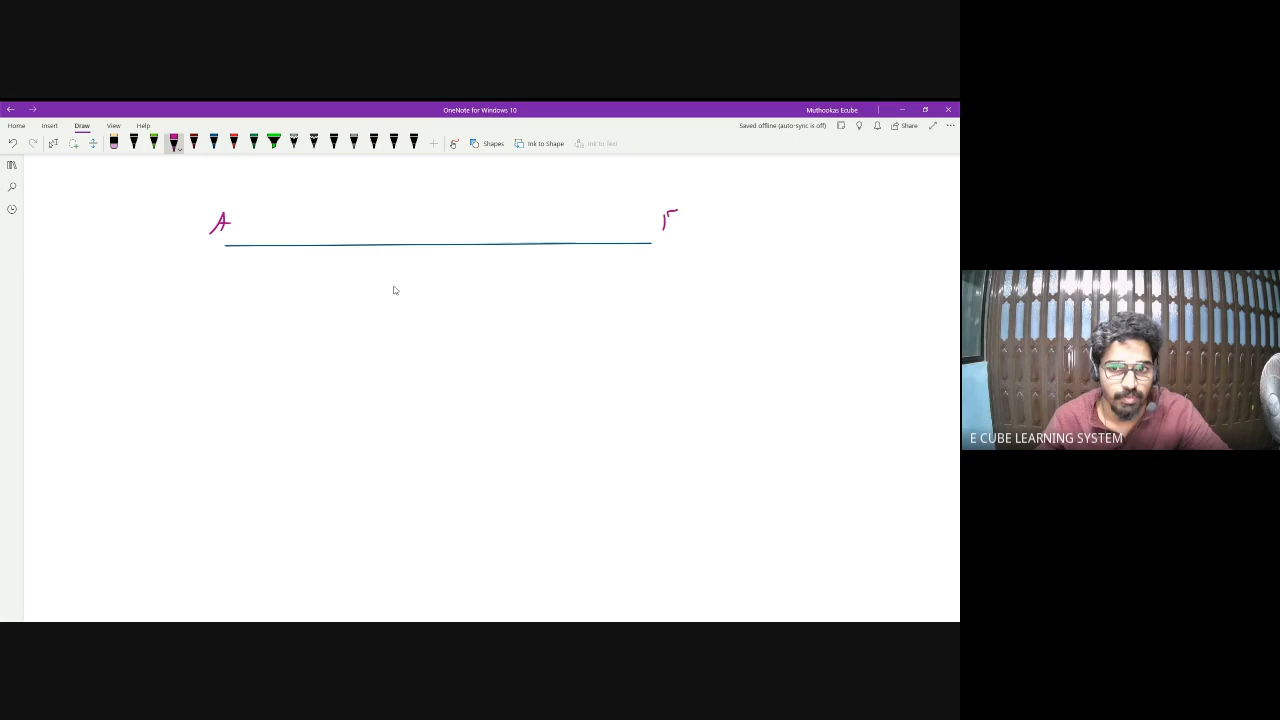 OneNote for Windows 10
Muthookas Ecube
Home Insert Draw View Help
Saved offline (auto-sync is off)
Share
Shapes
Ink to Shape
Ink to Text
A
E CUBE LEARNING SYSTEM